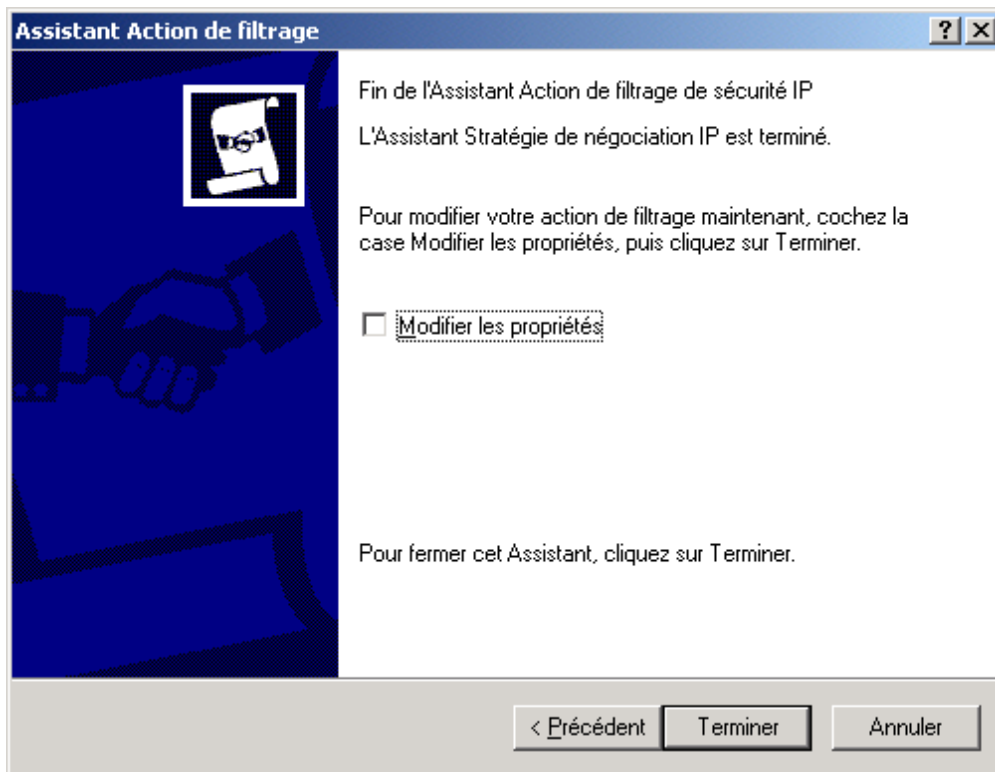 Assistant Action de filtrage
Fin de l'Assistant Action de filtrage de sécurité IP
L'Assistant Stratégie de négociation IP est terminé.
Pour modifier votre action de filtrage maintenant, cochez la
case Modifier les propriétés, puis cliquez sur Terminer.
Modifier les propriétés
Pour fermer cet Assistant, cliquez sur Terminer.
< Précédent
Terminer
Annuler